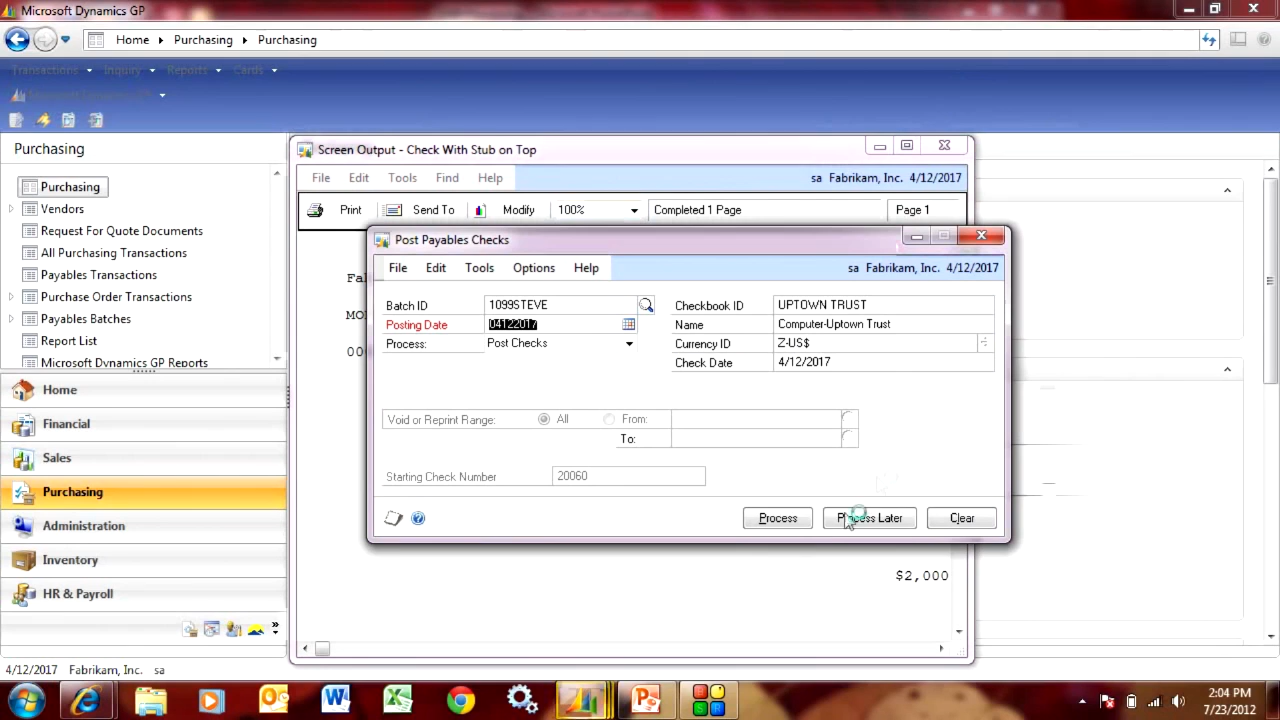 Microsoft Dynamics GP
Home Purchasing Purchasing
Transactions Inquiry Reports Cards
Microsoft Dynamics GP
Purchasing
Purchasing
Vendors
Request For Quote Documents
All Purchasing Transactions
Payables Transactions
Purchase Order Transactions
Payables Batches
Report List
Microsoft Dynamics GP Reports
Home
Financial
Sales
Purchasing
Administration
Inventory
HR & Payroll
4/12/2017 Fabrikam, Inc. sa
Screen Output - Check With Stub on Top
File Edit Tools Find Help
sa Fabrikam, Inc. 4/12/2017
Print Send To Modify 100% Completed 1 Page Page 1
Post Payables Checks
File Edit Tools Options Help
sa Fabrikam, Inc. 4/12/2017
Batch ID 1099STEVE
Posting Date 04122017
Process: Post Checks
Checkbook ID UPTOWN TRUST
Name Computer-Uptown Trust
Currency ID Z-US$
Check Date 4/12/2017
Void or Reprint Range: All From:
To:
Starting Check Number 20060
Process Process Later Clear
$2,000
2:04 PM
7/23/2012